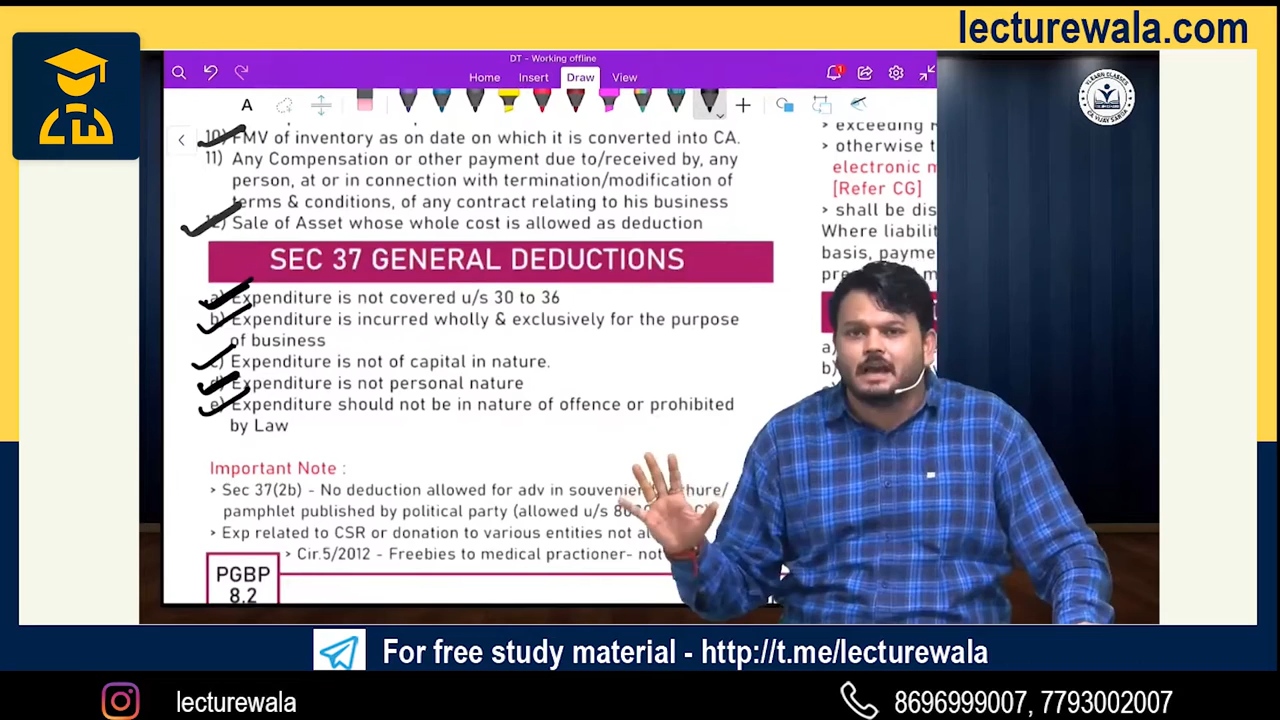 lecturewala.com
DT - Working offline
Home Insert Draw View
10) FMV of inventory as on date on which it is converted into CA.
11) Any Compensation or other payment due to/received by, any
person, at or in connection with termination/modification of
terms & conditions, of any contract relating to his business
12) Sale of Asset whose whole cost is allowed as deduction
SEC 37 GENERAL DEDUCTIONS
a) Expenditure is not covered u/s 30 to 36
b) Expenditure is incurred wholly & exclusively for the purpose
of business
c) Expenditure is not of capital in nature.
d) Expenditure is not personal nature
e) Expenditure should not be in nature of offence or prohibited
by Law
Important Note :
> Sec 37(2b) - No deduction allowed for adv in souvenier
pamphlet published by political party (allowed u/s
> Exp related to CSR or donation to various entities not
> Cir.5/2012 - Freebies to medical practioner- not
PGBP
8.2
> exceeding
> otherwise
electronic
[Refer CG]
> shall be dis
Where liabilit
basis, payme
a)
b)
CA VIJAY SARDA
For free study material - http://t.me/lecturewala
lecturewala
8696999007, 7793002007